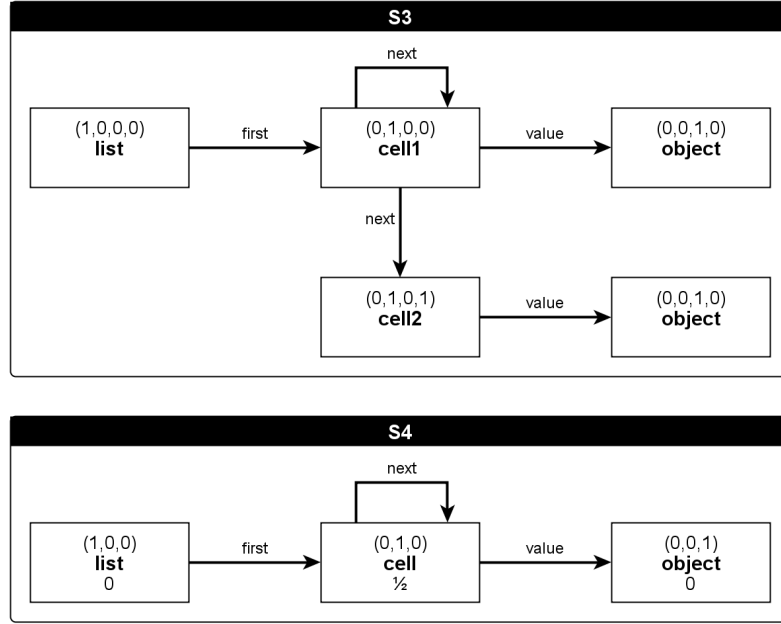 S3
next
(1,0,0,0)
list
first
(0,1,0,0)
cell1
value
(0,0,1,0)
object
next
(0,1,0,1)
cell2
value
(0,0,1,0)
object
S4
next
(1,0,0)
list
0
first
(0,1,0)
cell
½
value
(0,0,1)
object
0